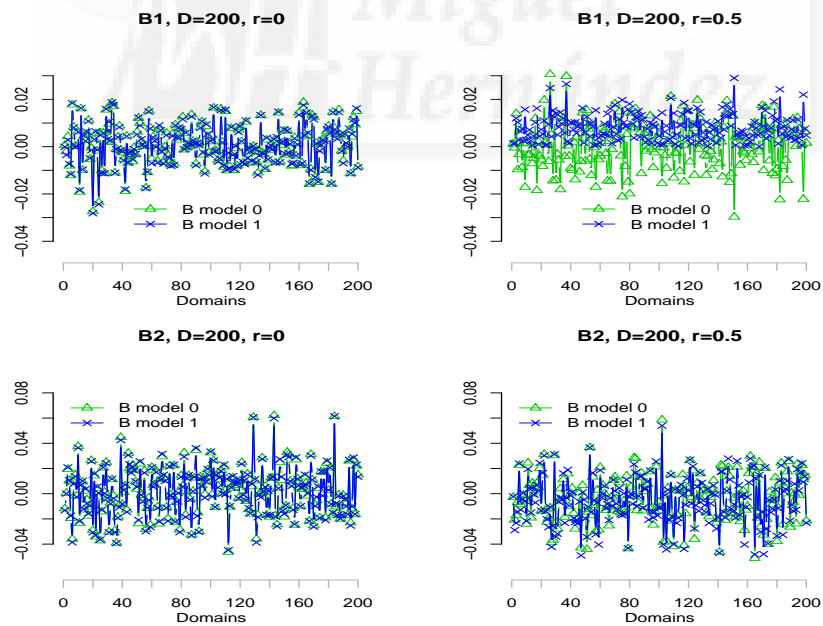 Miguel
Hernández
B1, D=200, r=0
0.02
0.00
−0.02
−0.04
B model 0
B model 1
0 40 80 120 160 200
Domains
B1, D=200, r=0.5
0.02
0.00
−0.02
−0.04
B model 0
B model 1
0 40 80 120 160 200
Domains
B2, D=200, r=0
0.08
0.04
0.00
−0.04
B model 0
B model 1
0 40 80 120 160 200
Domains
B2, D=200, r=0.5
0.08
0.04
0.00
−0.04
B model 0
B model 1
0 40 80 120 160 200
Domains